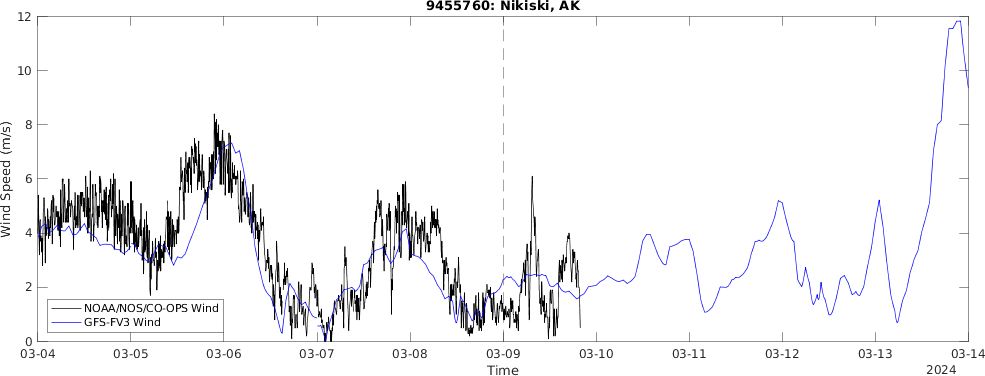 9455760: Nikiski, AK
Wind Speed (m/s)
12
10
8
6
4
2
0
NOAA/NOS/CO-OPS Wind
GFS-FV3 Wind
03-04 03-05 03-06 03-07 03-08 03-09 03-10 03-11 03-12 03-13 03-14
Time
2024